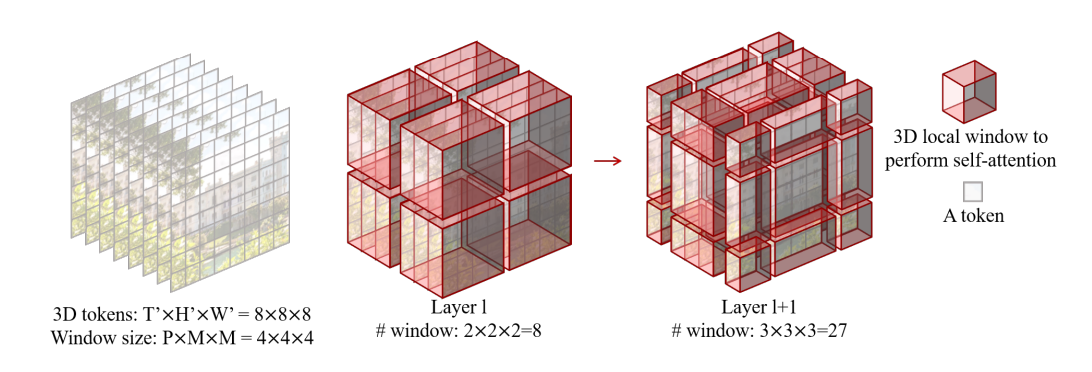 3D tokens: T’×H’×W’ = 8×8×8
Window size: P×M×M = 4×4×4
Layer l
# window: 2×2×2=8
Layer l+1
# window: 3×3×3=27
3D local window to
perform self-attention
A token